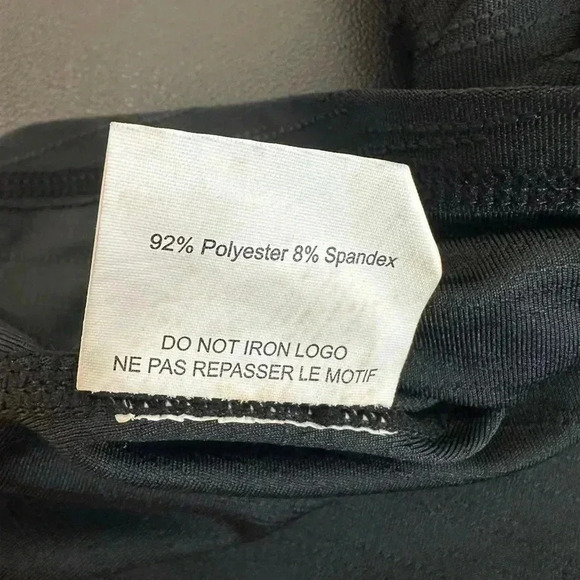 92% Polyester 8% Spandex
DO NOT IRON LOGO
NE PAS REPASSER LE MOTIF